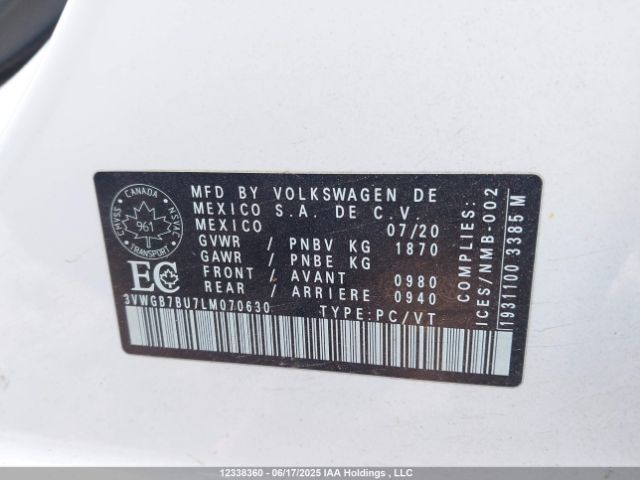 MFD BY VOLKSWAGEN DE
MEXICO S.A. DE C.V.
MEXICO 07/20
GVWR / PNBV KG 1870
GAWR / PNBE KG
FRONT / AVANT 0980
REAR / ARRIERE 0940
3VWGB7BU7LM070630 TYPE:PC/VT
CANADA
CMVSS
NSVAC
961
TRANSPORT
EC
COMPLIES:
ICES/NMB-002
1931100 3385 M
12338360 - 06/17/2025 IAA Holdings , LLC